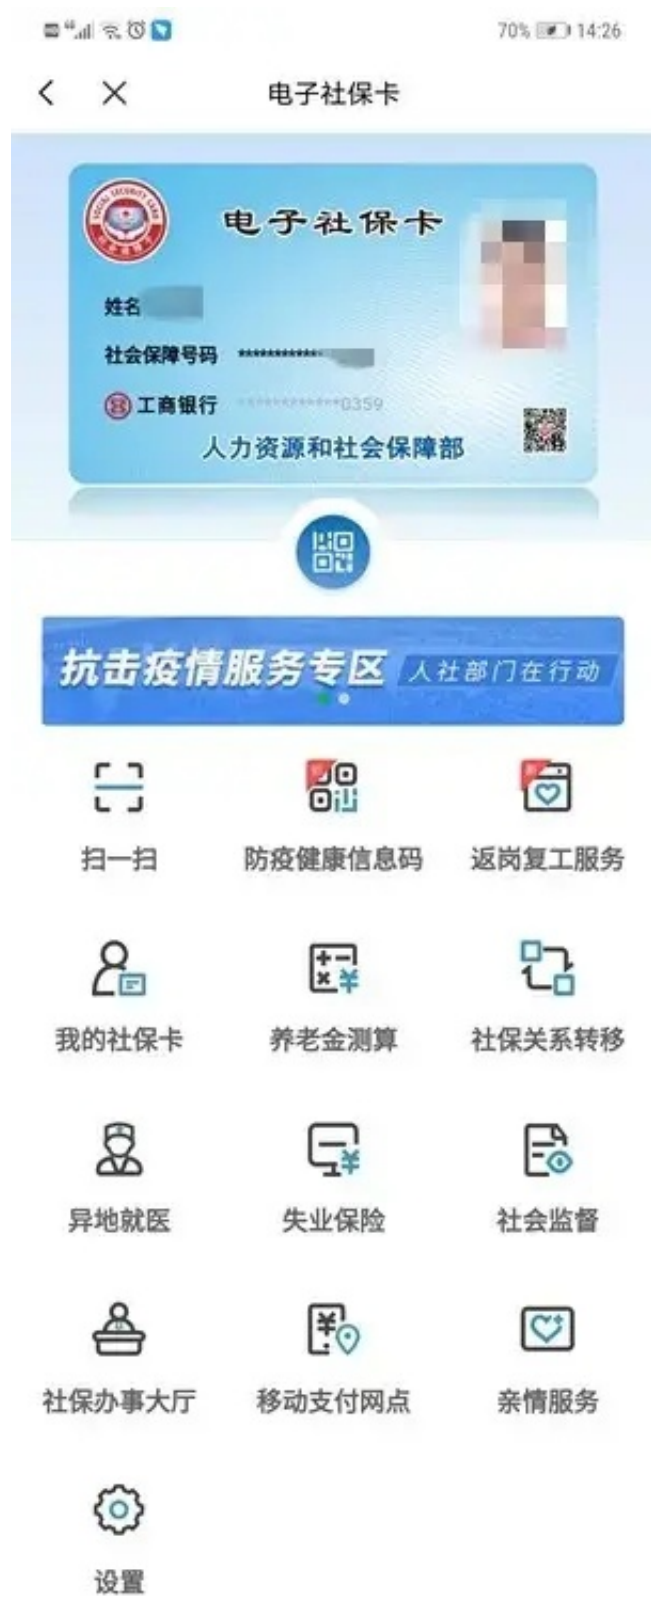 70% 14:26
电子社保卡
SOCIAL SECURITY CARD
电子社保卡
姓名
社会保障号码 ***********
工商银行 ************0359
人力资源和社会保障部
抗击疫情服务专区 人社部门在行动
扫一扫 防疫健康信息码 返岗复工服务
我的社保卡 养老金测算 社保关系转移
异地就医 失业保险 社会监督
社保办事大厅 移动支付网点 亲情服务
设置